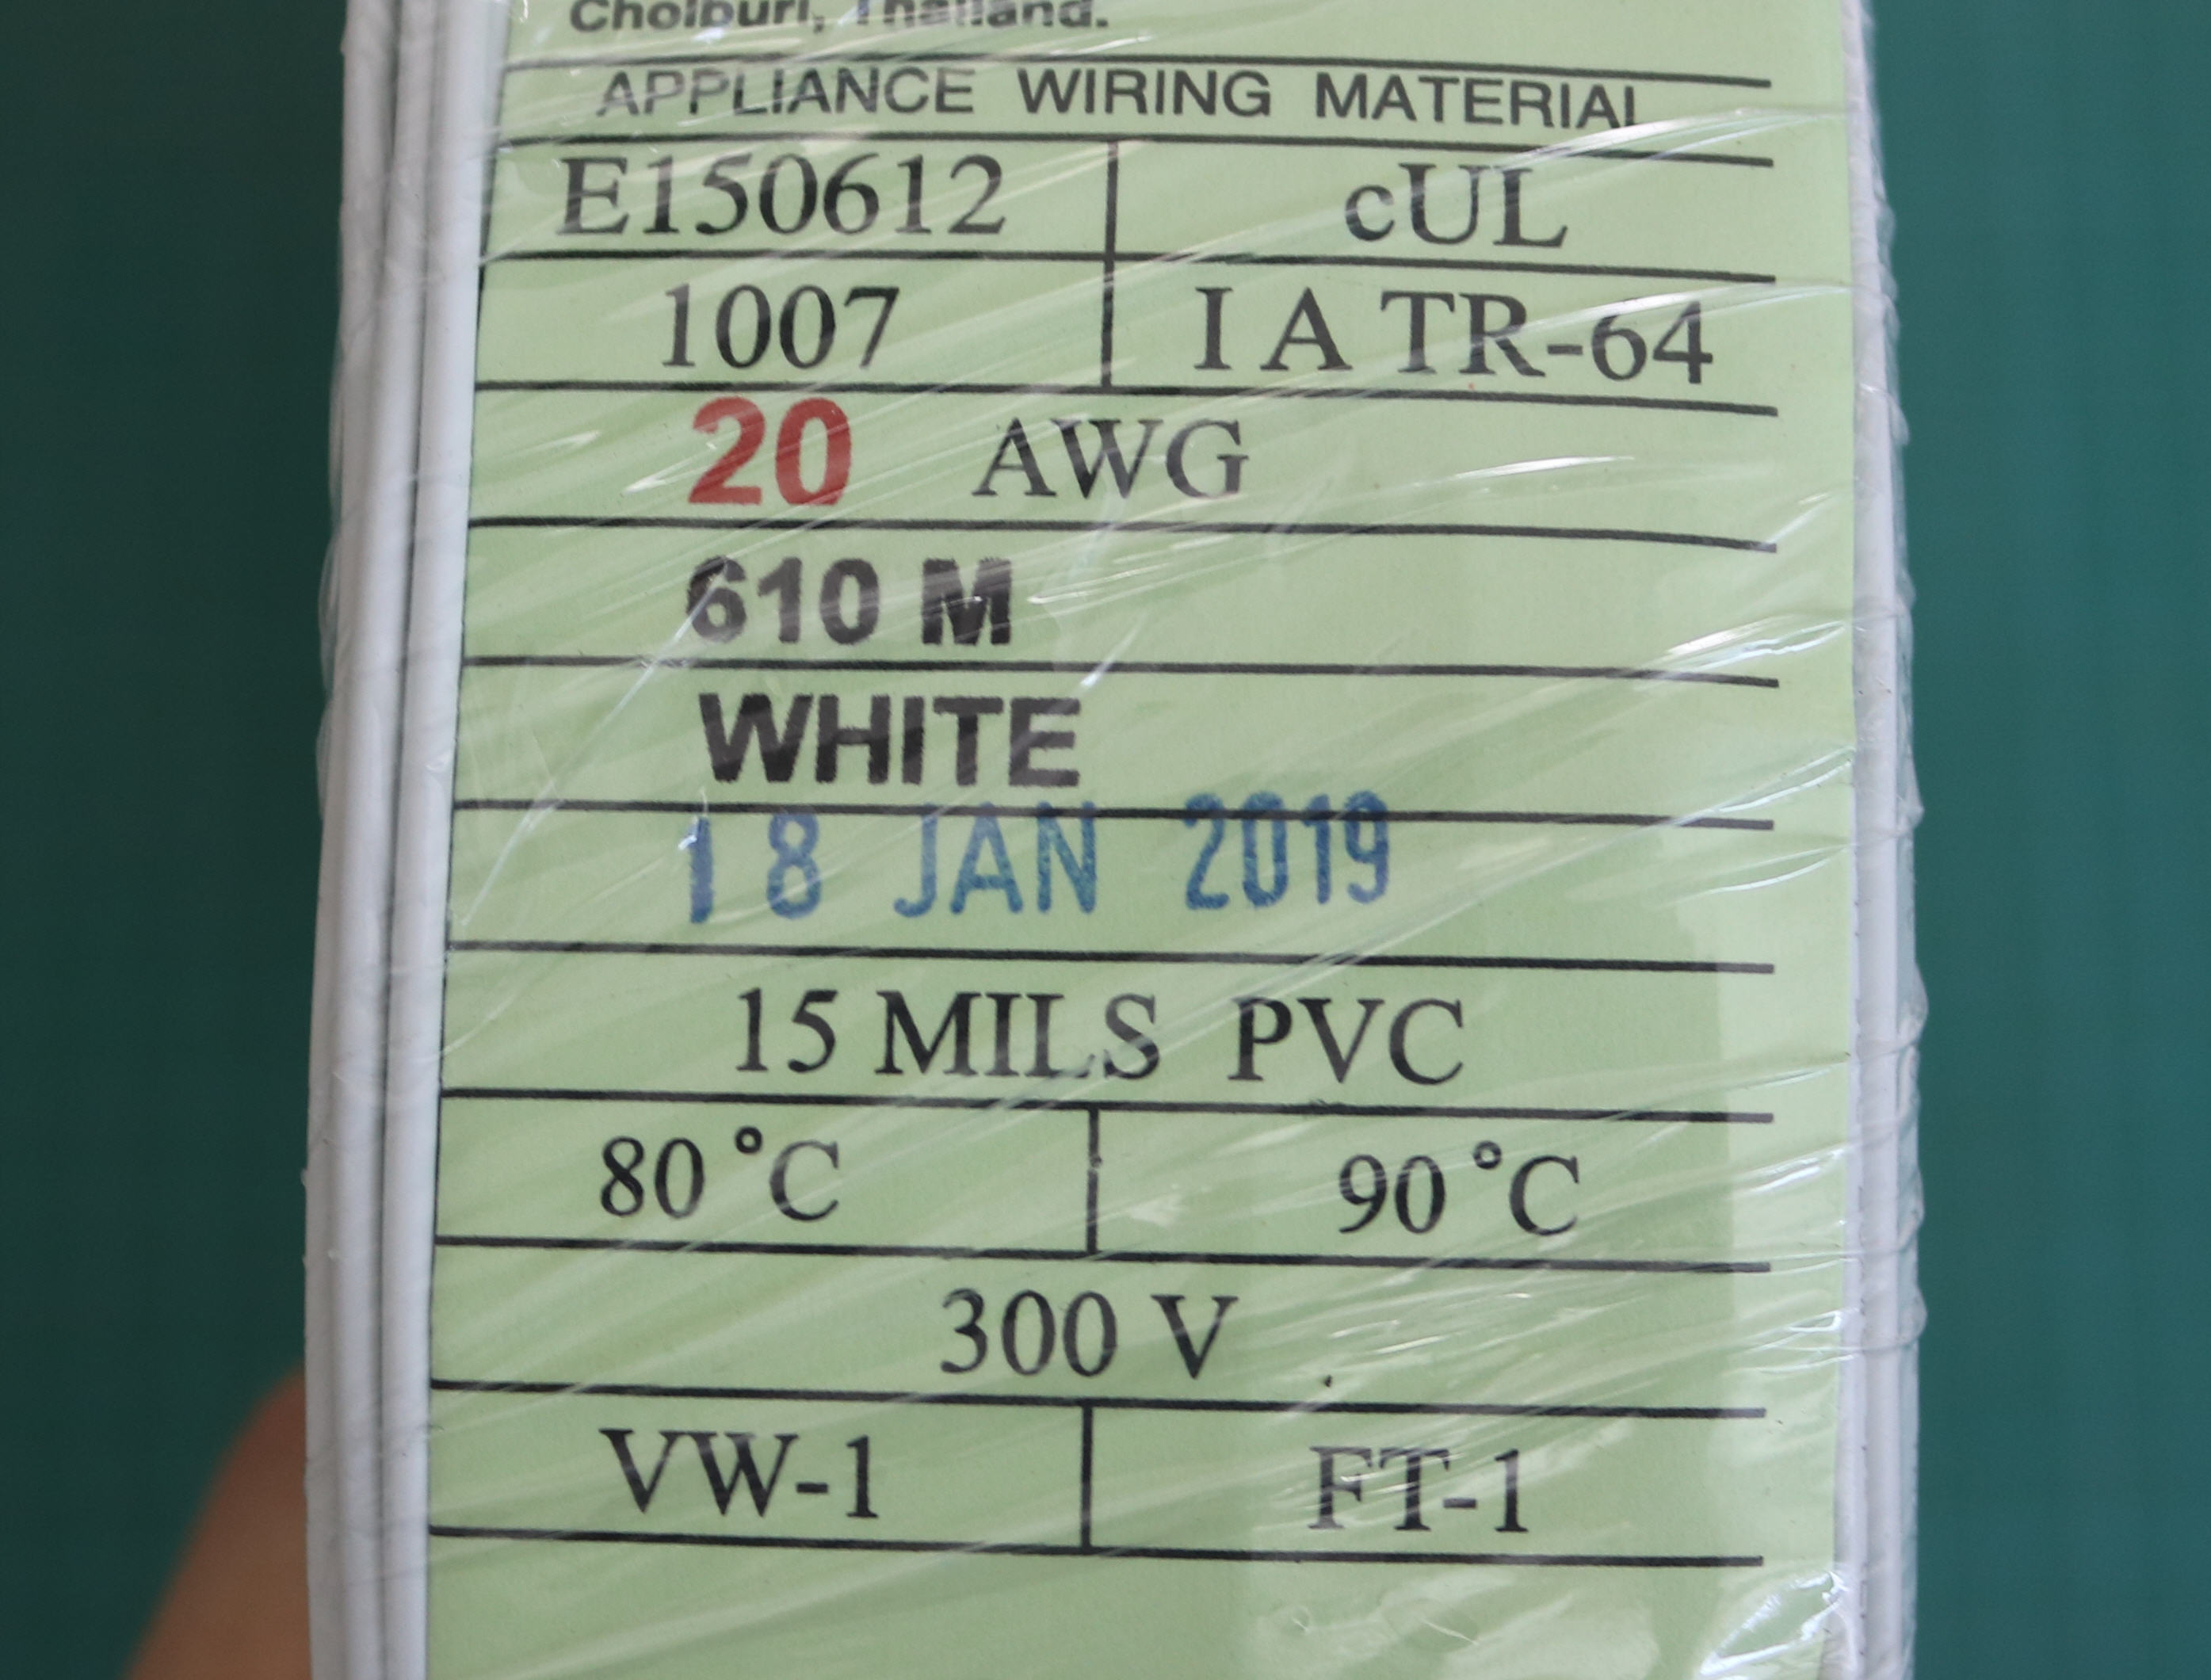 Cholburi, Thailand.
APPLIANCE WIRING MATERIAL
E150612 cUL
1007 I A TR-64
20 AWG
610 M
WHITE
18 JAN 2019
15 MILS PVC
80 °C 90 °C
300 V
VW-1 FT-1